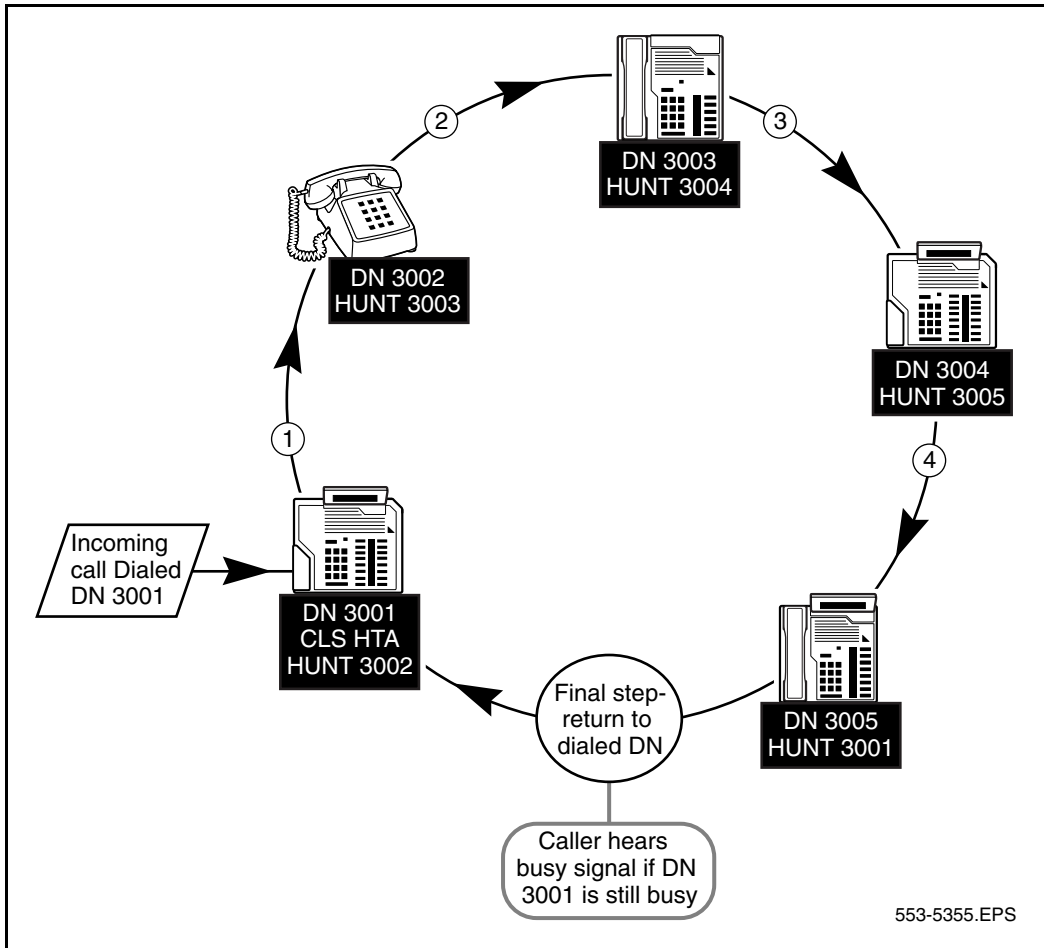 2
3
DN 3003
HUNT 3004
DN 3002
HUNT 3003
DN 3004
HUNT 3005
1
4
Incoming
call Dialed
DN 3001
DN 3001
CLS HTA
HUNT 3002
Final step-
return to
dialed DN
DN 3005
HUNT 3001
Caller hears
busy signal if DN
3001 is still busy
553-5355.EPS